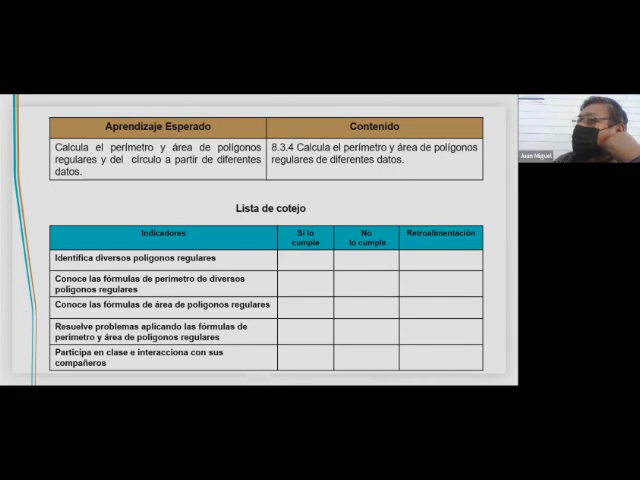 Aprendizaje Esperado
Contenido
Calcula el perímetro y área de polígonos
regulares y del círculo a partir de diferentes
datos.
8.3.4 Calcula el perímetro y área de polígonos
regulares de diferentes datos.
Lista de cotejo
Indicadores
Si lo
cumple
No
lo cumple
Retroalimentación
Identifica diversos polígonos regulares
Conoce las fórmulas de perímetro de diversos
polígonos regulares
Conoce las fórmulas de área de polígonos regulares
Resuelve problemas aplicando las fórmulas de
perímetro y área de polígonos regulares
Participa en clase e interacciona con sus
compañeros
Juan Miguel